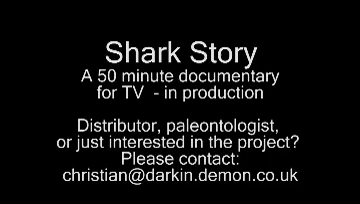 Shark Story
A 50 minute documentary
for TV - in production
Distributor, paleontologist,
or just interested in the project?
Please contact:
christian@darkin.demon.co.uk